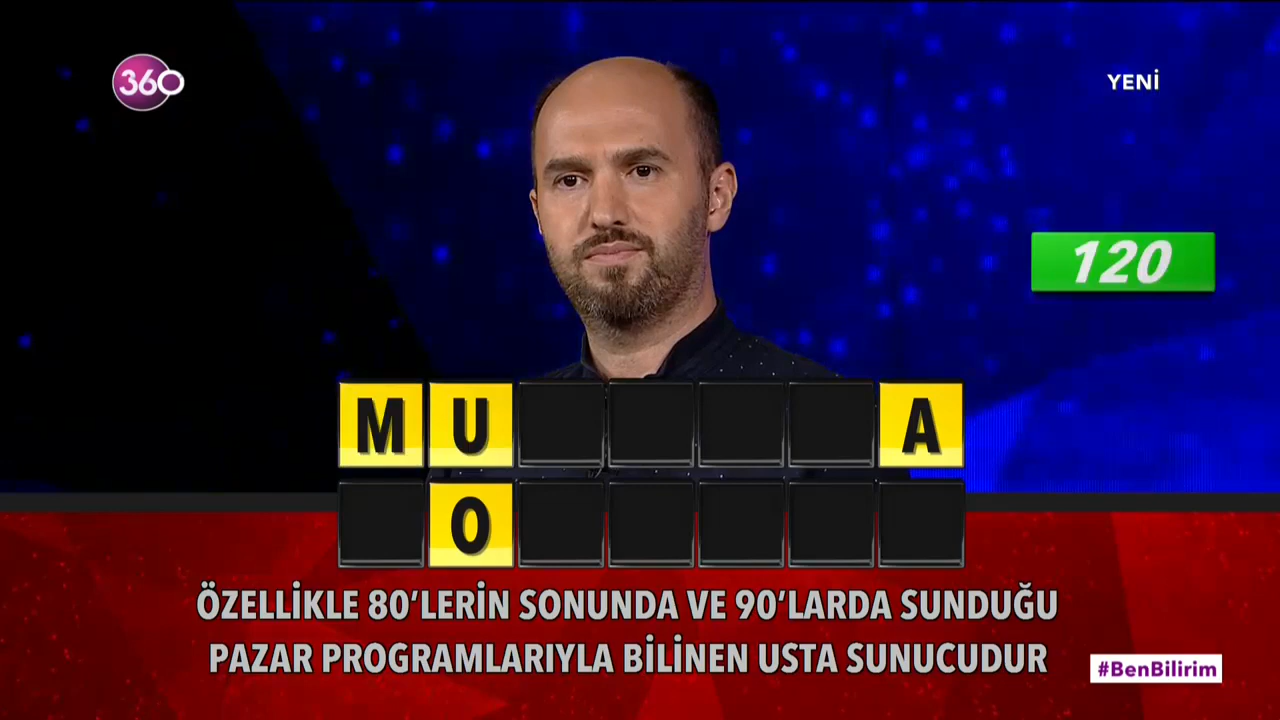 360
YENİ
120
MU A
O
ÖZELLİKLE 80'LERİN SONUNDA VE 90'LARDA SUNDUĞU
PAZAR PROGRAMLARIYLA BİLİNEN USTA SUNUCUDUR
#BenBilirim